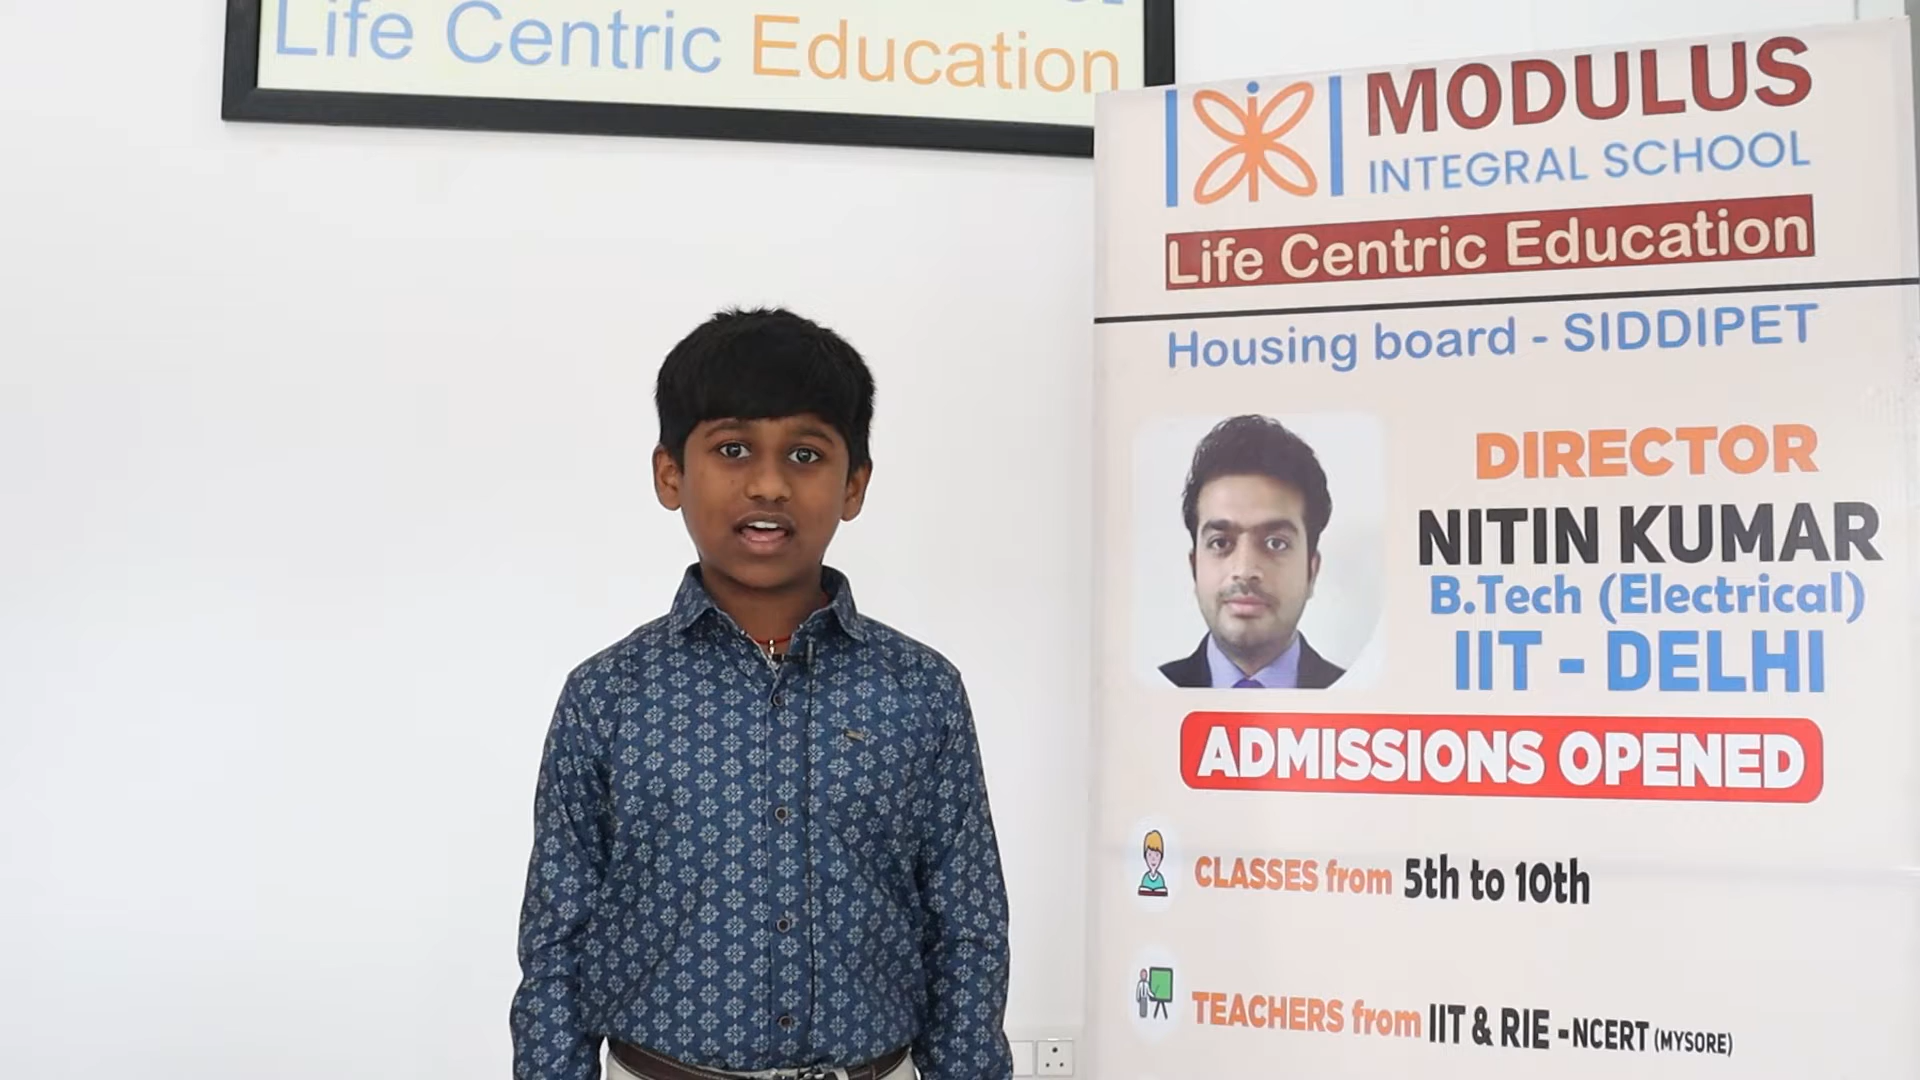 Life Centric Education
MODULUS
INTEGRAL SCHOOL
Life Centric Education
Housing board - SIDDIPET
DIRECTOR
NITIN KUMAR
B.Tech (Electrical)
IIT - DELHI
ADMISSIONS OPENED
CLASSES from 5th to 10th
TEACHERS from IIT & RIE - NCERT (MYSORE)